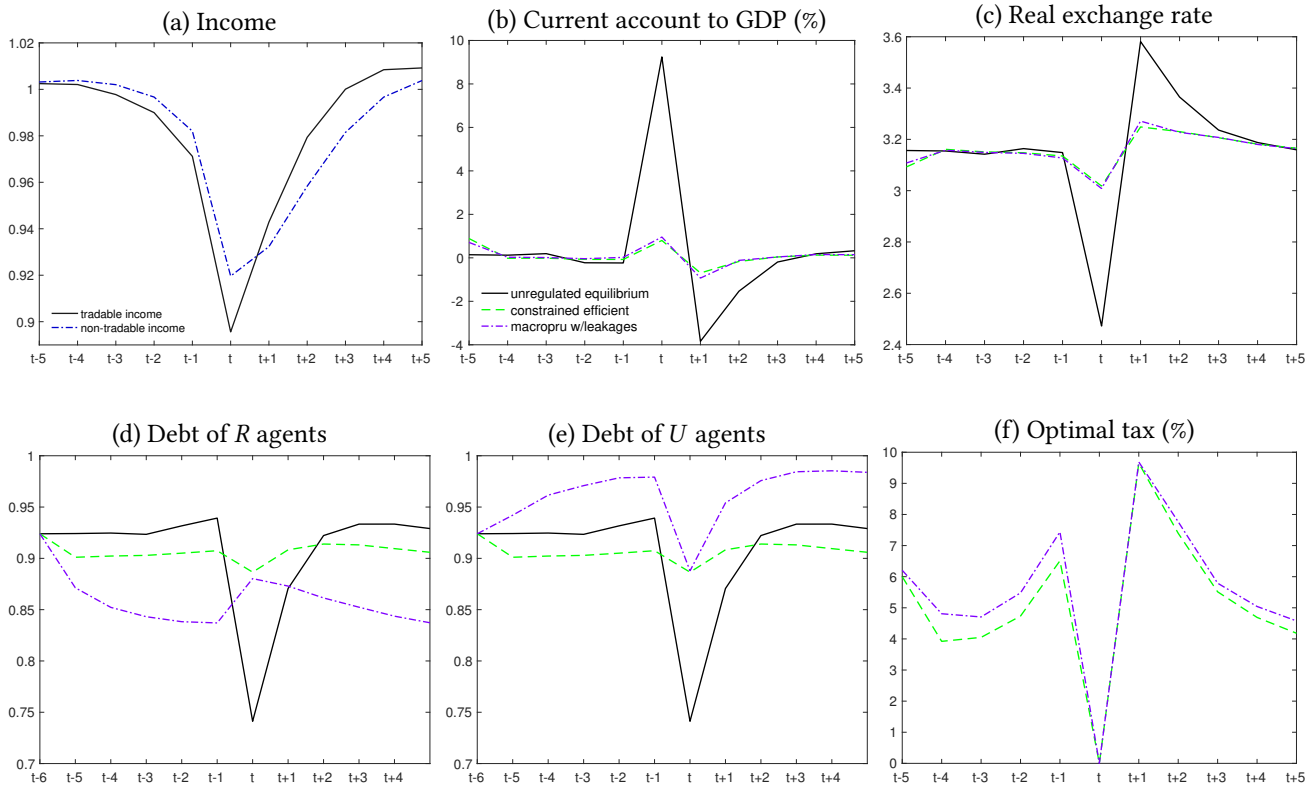 (a) Income
1.02
1
0.98
0.96
0.94
0.92
0.9
tradable income
non-tradable income
t-5 t-4 t-3 t-2 t-1 t t+1 t+2 t+3 t+4 t+5
(b) Current account to GDP (%)
10
8
6
4
2
0
-2
-4
unregulated equilibrium
constrained efficient
macropru w/leakages
t-5 t-4 t-3 t-2 t-1 t t+1 t+2 t+3 t+4 t+5
(c) Real exchange rate
3.6
3.4
3.2
3
2.8
2.6
2.4
t-5 t-4 t-3 t-2 t-1 t t+1 t+2 t+3 t+4 t+5
(d) Debt of R agents
1
0.95
0.9
0.85
0.8
0.75
0.7
t-6 t-5 t-4 t-3 t-2 t-1 t t+1 t+2 t+3 t+4
(e) Debt of U agents
1
0.95
0.9
0.85
0.8
0.75
0.7
t-6 t-5 t-4 t-3 t-2 t-1 t t+1 t+2 t+3 t+4
(f) Optimal tax (%)
10
9
8
7
6
5
4
3
2
1
0
t-5 t-4 t-3 t-2 t-1 t t+1 t+2 t+3 t+4 t+5